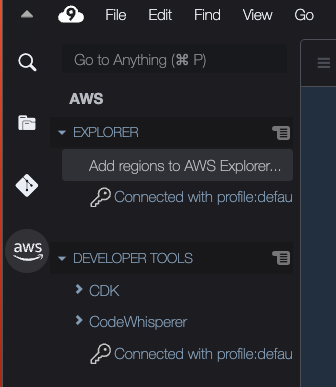 9 File Edit Find View Go
Go to Anything (⌘ P)
AWS
EXPLORER
Add regions to AWS Explorer...
Connected with profile:defau
aws
DEVELOPER TOOLS
CDK
CodeWhisperer
Connected with profile:defau